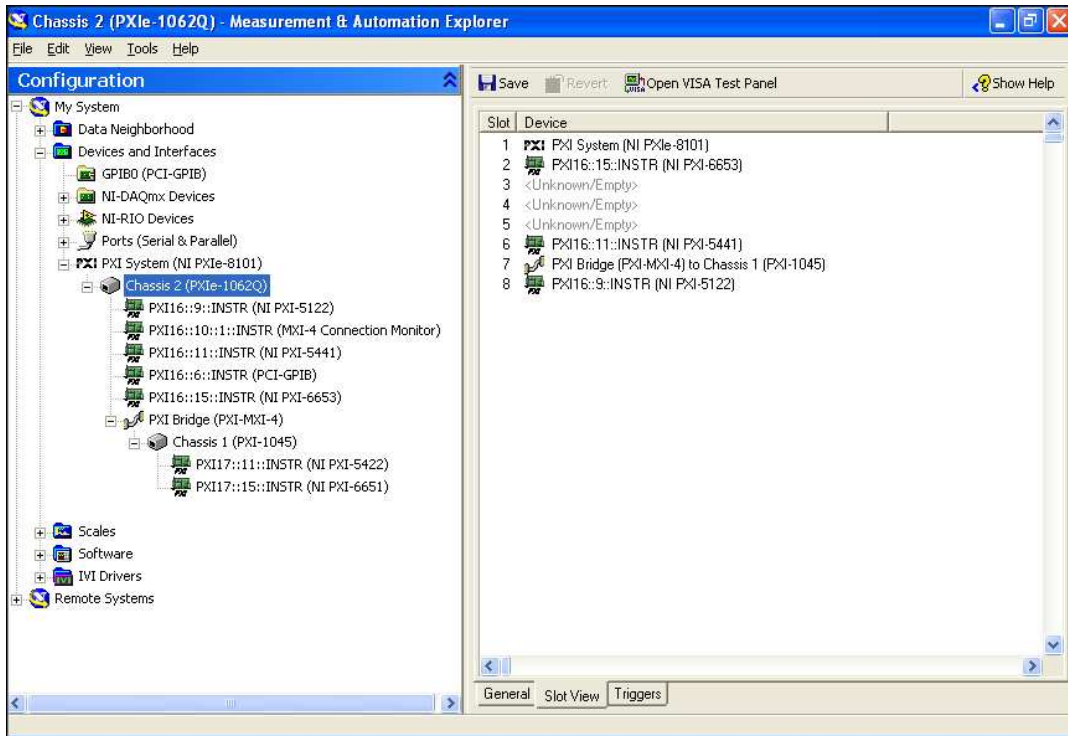 Chassis 2 (PXIe-1062Q) - Measurement & Automation Explorer
File Edit View Tools Help
Configuration
My System
Data Neighborhood
Devices and Interfaces
GPIB0 (PCI-GPIB)
NI-DAQmx Devices
NI-RIO Devices
Ports (Serial & Parallel)
PXI PXI System (NI PXIe-8101)
Chassis 2 (PXIe-1062Q)
PXI16::9::INSTR (NI PXI-5122)
PXI16::10::1::INSTR (MXI-4 Connection Monitor)
PXI16::11::INSTR (NI PXI-5441)
PXI16::6::INSTR (PCI-GPIB)
PXI16::15::INSTR (NI PXI-6653)
PXI Bridge (PXI-MXI-4)
Chassis 1 (PXI-1045)
PXI17::11::INSTR (NI PXI-5422)
PXI17::15::INSTR (NI PXI-6651)
Scales
Software
IVI Drivers
Remote Systems
Save Revert Open VISA Test Panel Show Help
Slot Device
1 PXI PXI System (NI PXIe-8101)
2 PXI16::15::INSTR (NI PXI-6653)
3 <Unknown/Empty>
4 <Unknown/Empty>
5 <Unknown/Empty>
6 PXI16::11::INSTR (NI PXI-5441)
7 PXI Bridge (PXI-MXI-4) to Chassis 1 (PXI-1045)
8 PXI16::9::INSTR (NI PXI-5122)
General Slot View Triggers